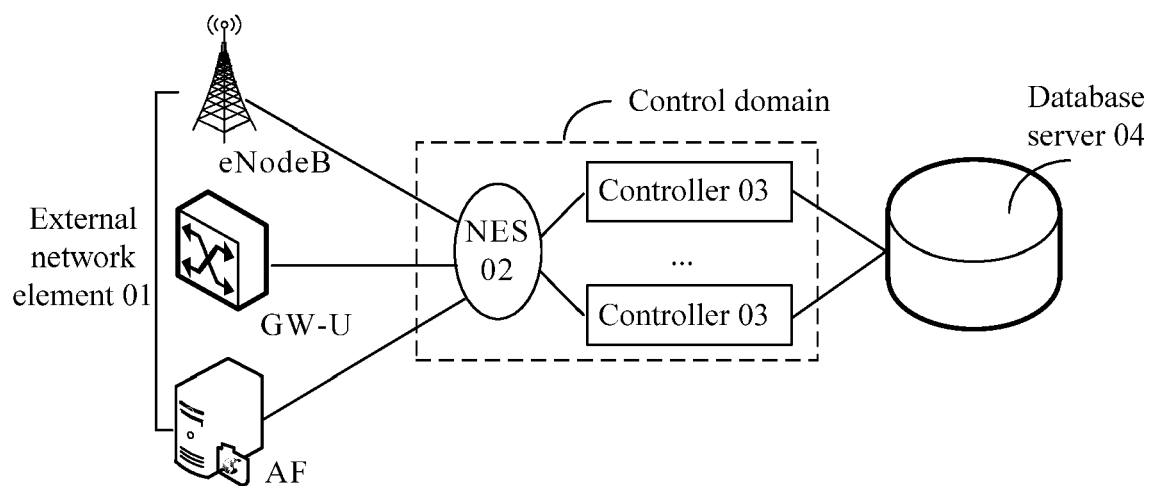 Control domain
Database
server 04
eNodeB
External
network
element 01
GW-U
AF
NES
02
Controller 03
...
Controller 03